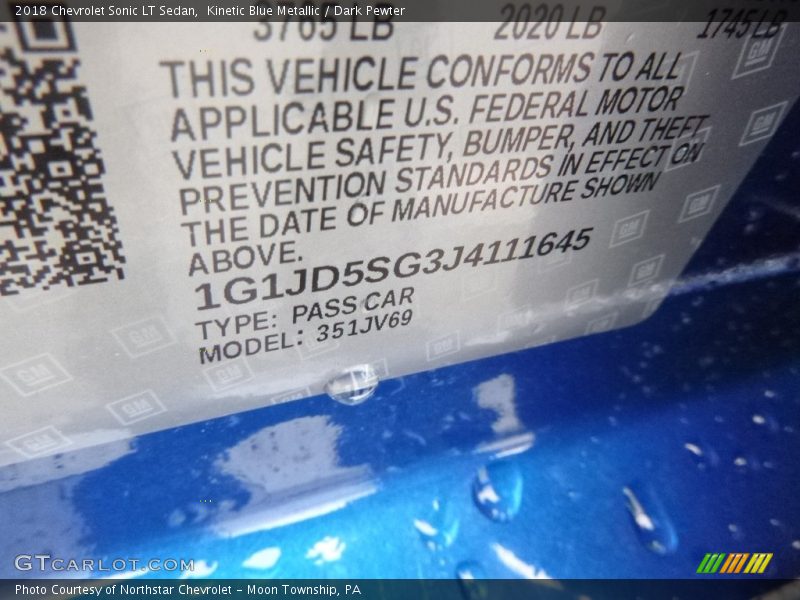 2018 Chevrolet Sonic LT Sedan, Kinetic Blue Metallic / Dark Pewter
3765 LB 2020 LB 1745 LB
THIS VEHICLE CONFORMS TO ALL
APPLICABLE U.S. FEDERAL MOTOR
VEHICLE SAFETY, BUMPER, AND THEFT
PREVENTION STANDARDS IN EFFECT ON
THE DATE OF MANUFACTURE SHOWN
ABOVE.
1G1JD5SG3J4111645
TYPE: PASS CAR
MODEL: 351JV69
GM
GTCARLOT.COM
Photo Courtesy of Northstar Chevrolet - Moon Township, PA